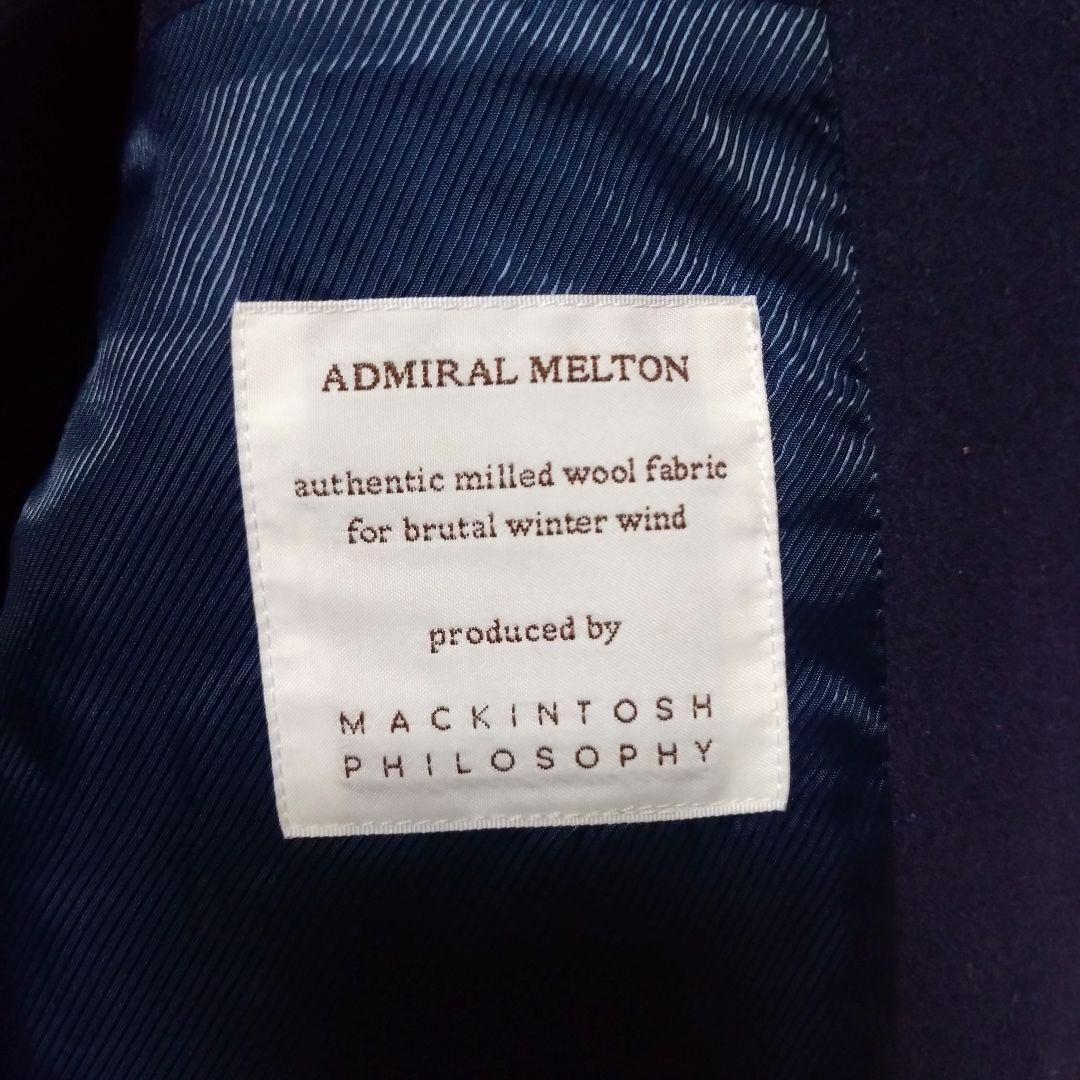 ADMIRAL MELTON
authentic milled wool fabric
for brutal winter wind
produced by
MACKINTOSH
PHILOSOPHY